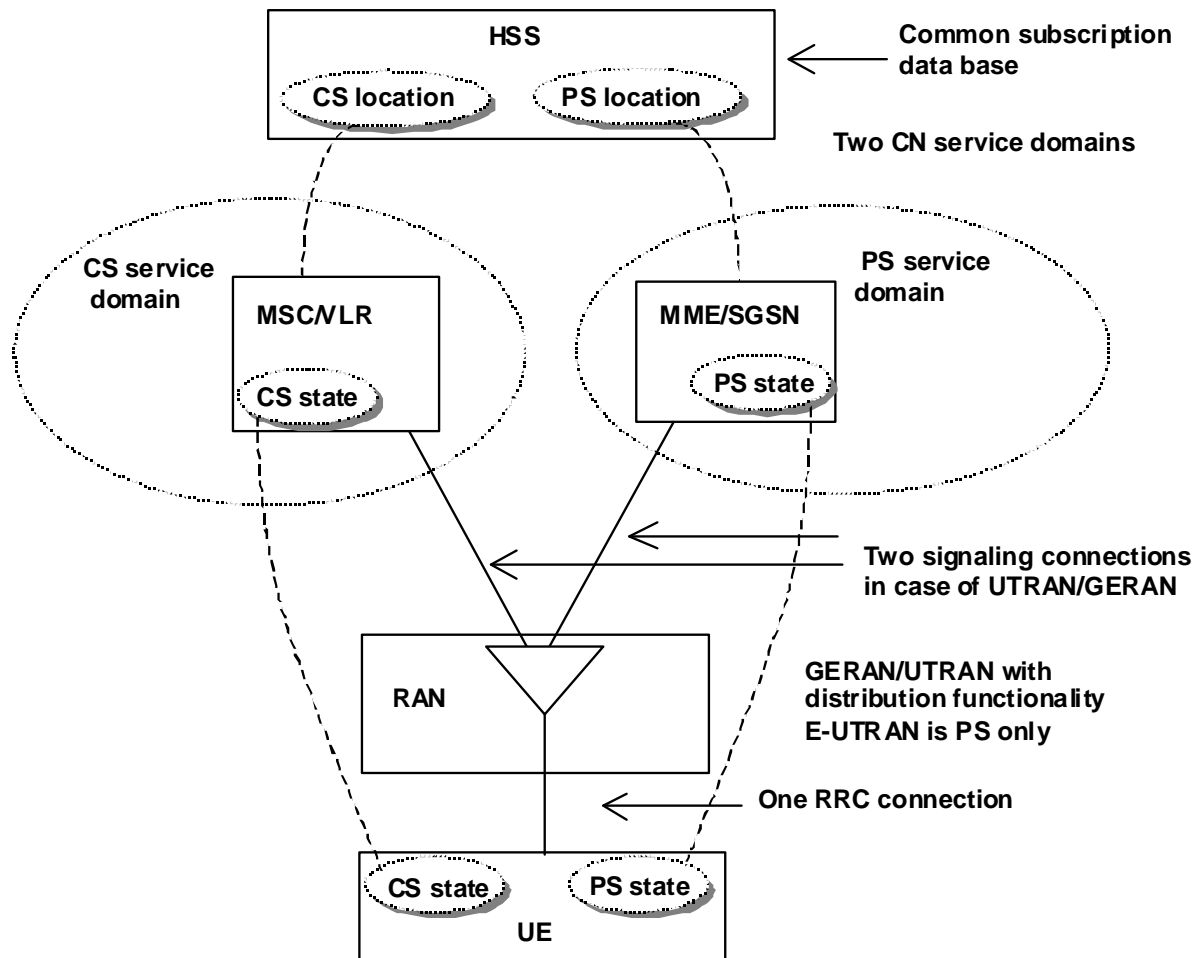 HSS
Common subscription
data base
CS location
PS location
Two CN service domains
CS service
domain
PS service
domain
MSC/VLR
MME/SGSN
CS state
PS state
Two signaling connections
in case of UTRAN/GERAN
RAN
GERAN/UTRAN with
distribution functionality
E-UTRAN is PS only
One RRC connection
CS state
PS state
UE